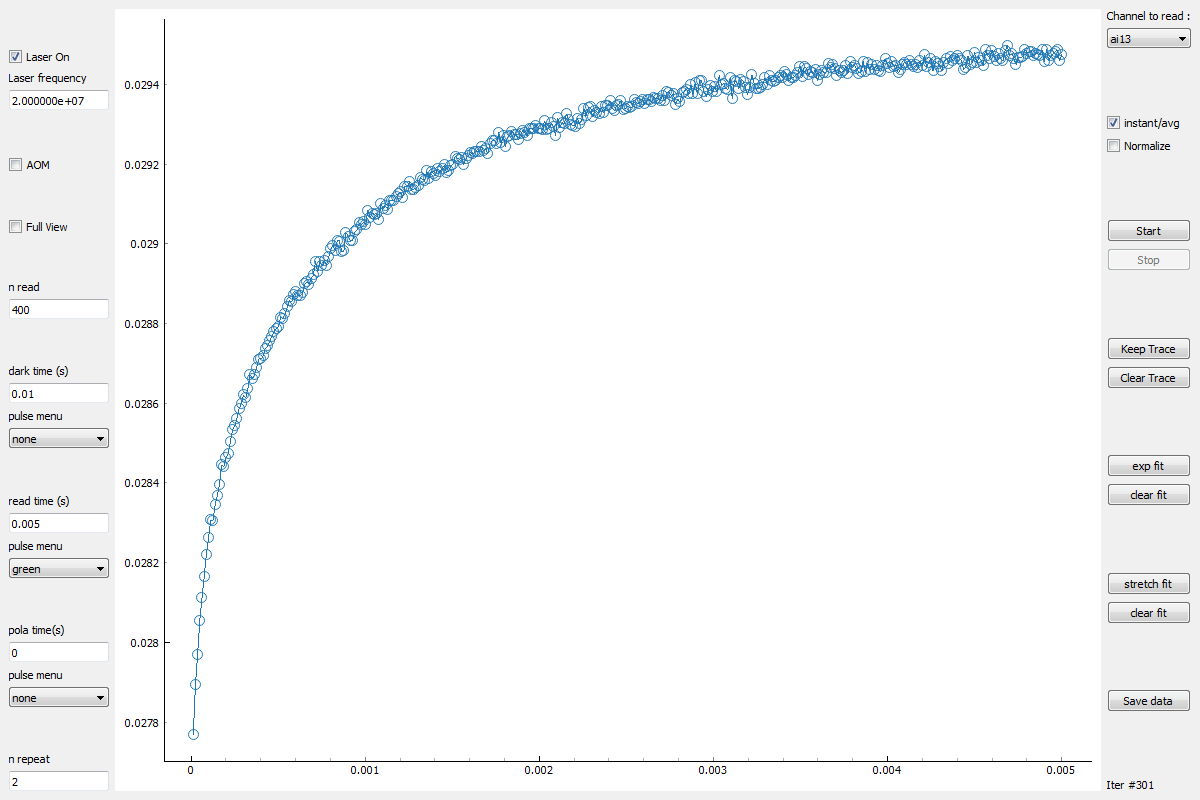 Laser On
Laser frequency
2.000000e+07
AOM
Full View
n read
400
dark time (s)
0.01
pulse menu
none
read time (s)
0.005
pulse menu
green
pola time(s)
0
pulse menu
none
n repeat
2
0.0294
0.0292
0.029
0.0288
0.0286
0.0284
0.0282
0.028
0.0278
0 0.001 0.002 0.003 0.004 0.005
Channel to read :
ai13
instant/avg
Normalize
Start
Stop
Keep Trace
Clear Trace
exp fit
clear fit
stretch fit
clear fit
Save data
Iter #301